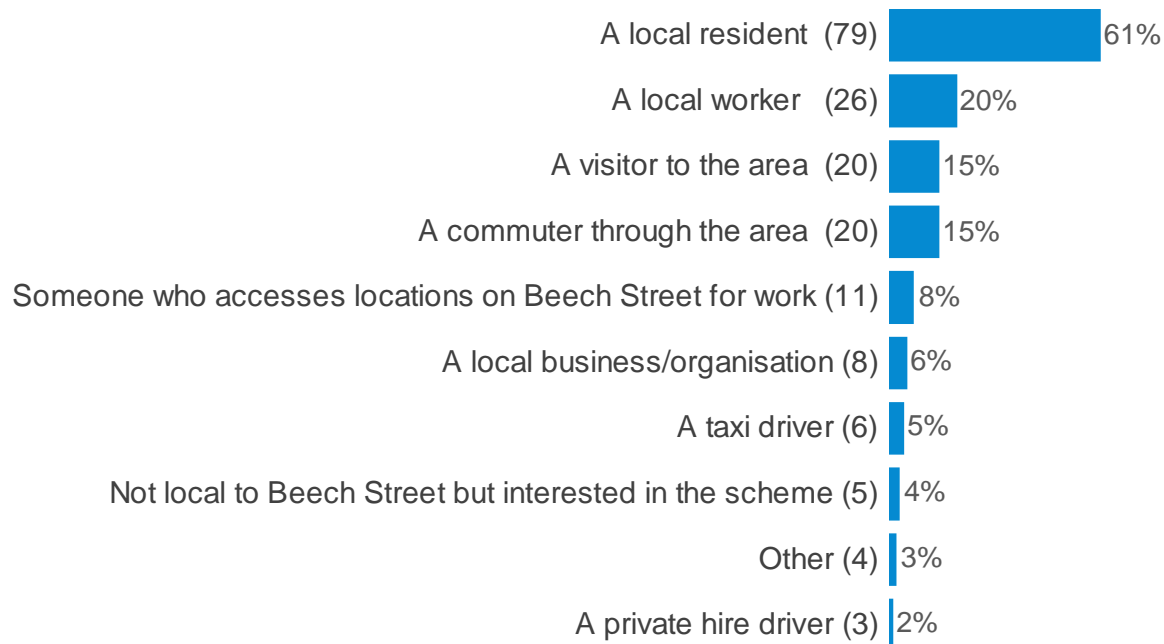 A local resident (79) 61%
A local worker (26) 20%
A visitor to the area (20) 15%
A commuter through the area (20) 15%
Someone who accesses locations on Beech Street for work (11) 8%
A local business/organisation (8) 6%
A taxi driver (6) 5%
Not local to Beech Street but interested in the scheme (5) 4%
Other (4) 3%
A private hire driver (3) 2%